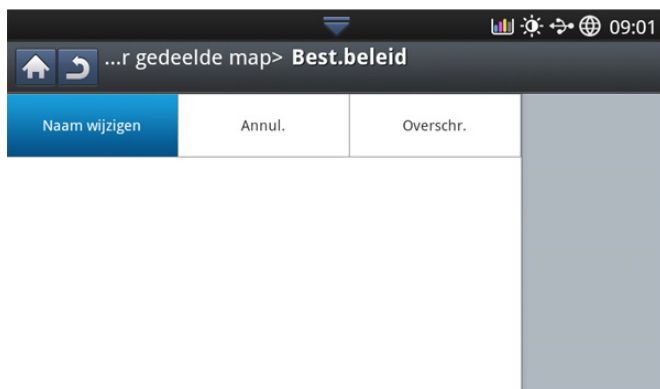 09:01
...r gedeelde map> Best.beleid
Naam wijzigen Annul. Overschr.